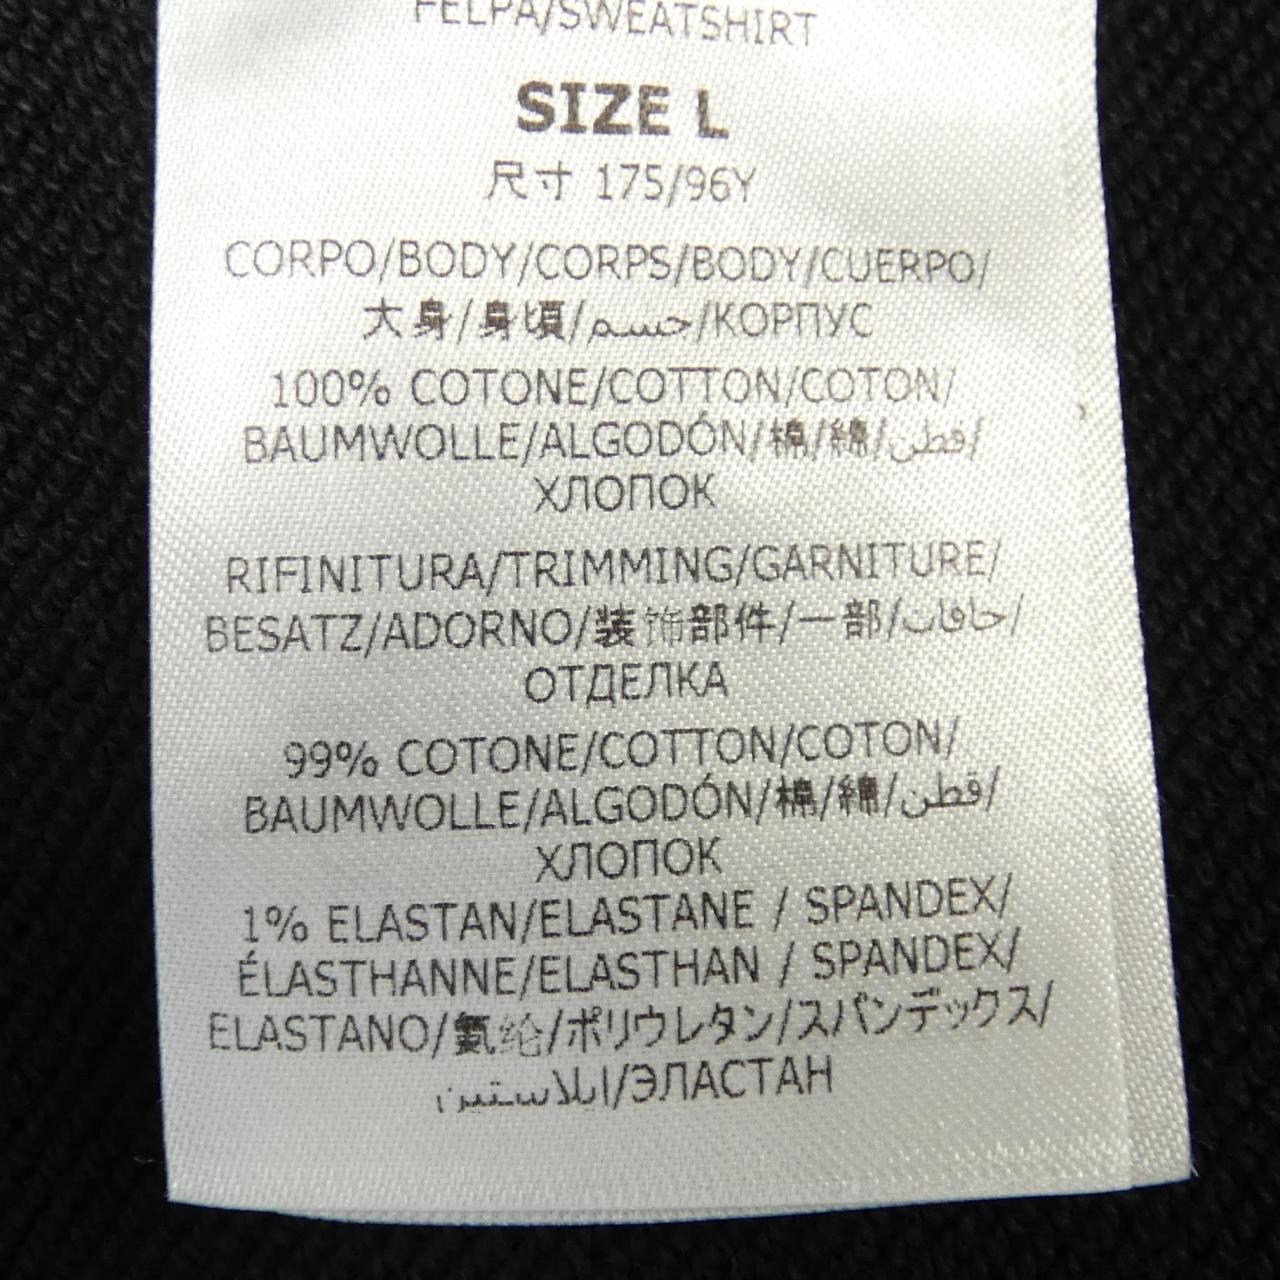 FELPA/SWEATSHIRT
SIZE L
尺寸 175/96Y
CORPO/BODY/CORPS/BODY/CUERPO/
大身/身頃/جسم/КОРПУС
100% COTONE/COTTON/COTON/
BAUMWOLLE/ALGODÓN/棉/綿/قطن/
ХЛОПОК
RIFINITURA/TRIMMING/GARNITURE/
BESATZ/ADORNO/装饰部件/一部/حافات/
ОТДЕЛКА
99% COTONE/COTTON/COTON/
BAUMWOLLE/ALGODÓN/棉/綿/قطن/
ХЛОПОК
1% ELASTAN/ELASTANE / SPANDEX/
ÉLASTHANNE/ELASTHAN / SPANDEX/
ELASTANO/氨纶/ポリウレタン/スパンデックス/
ايلاستين/ЭЛАСТАН